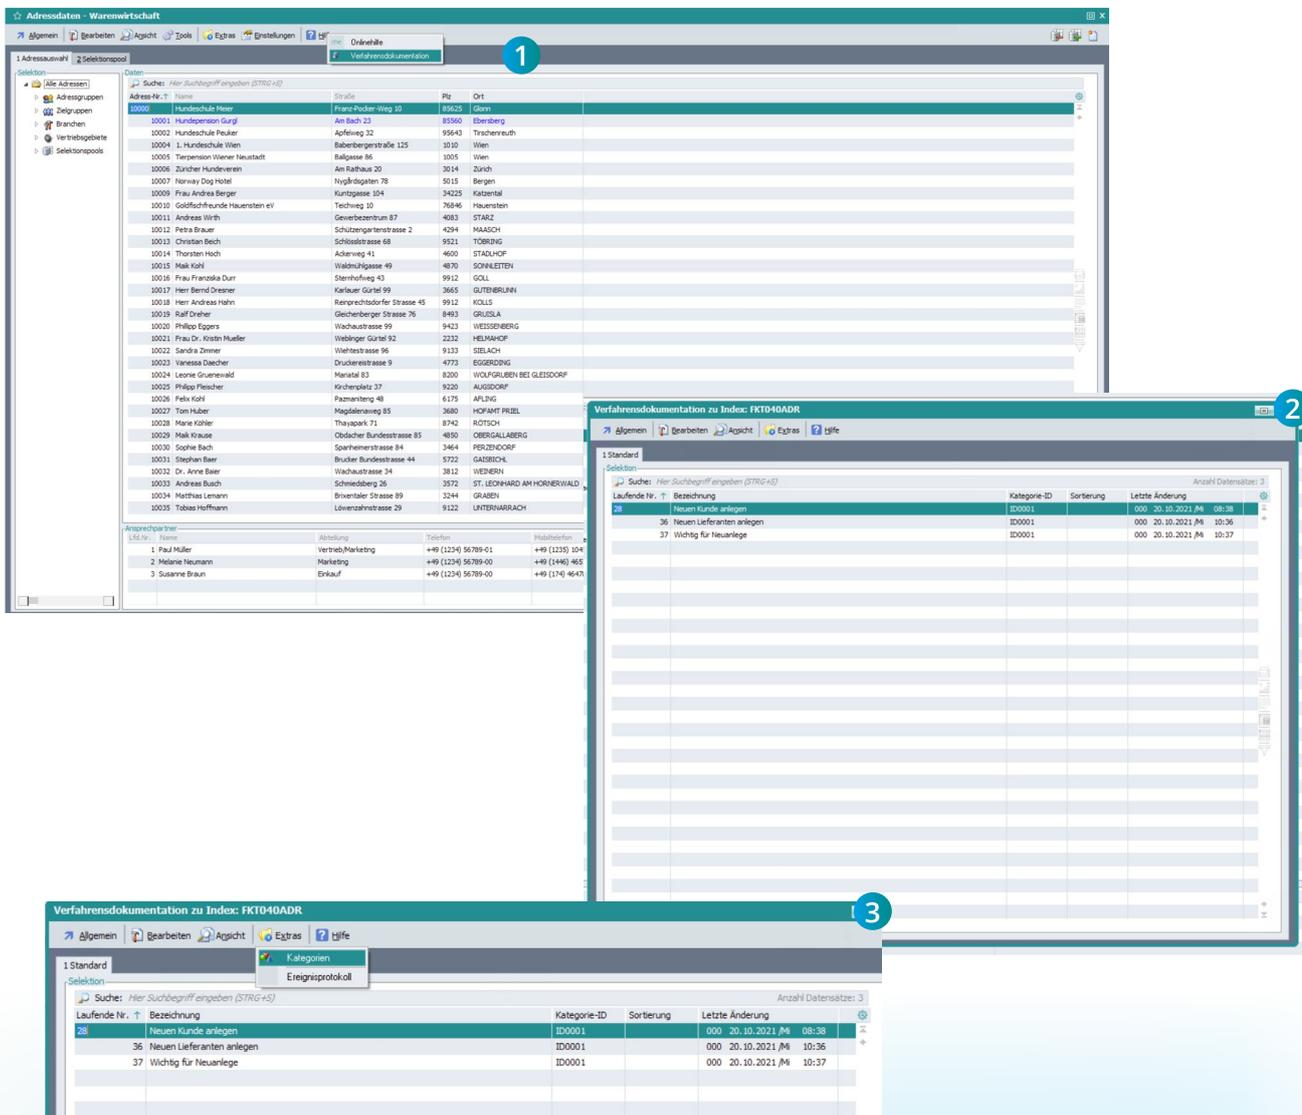 Adressdaten - Warenwirtschaft
Allgemein Bearbeiten Ansicht Tools Extras Einstellungen
Onlinehilfe
Verfahrensdokumentation
1
1 Adressauswahl 2 Selektionspool
Selektion
Alle Adressen
Adressgruppen
Zielgruppen
Branchen
Vertriebsgebiete
Selektionspools
Daten
Suche: Hier Suchbegriff eingeben (STRG+S)
Adress-Nr. Name Straße Plz Ort
10000 Hundeschule Meier Franz-Pocker-Weg 10 85625 Glonn
10001 Hundepension Gurgl Am Bach 23 85560 Ebersberg
10002 Hundeschule Peuker Apfelweg 32 95643 Tirschenreuth
10004 1. Hundeschule Wien Babenbergerstraße 125 1010 Wien
10005 Tierpension Wiener Neustadt Ballgasse 86 1005 Wien
10006 Züricher Hundeverein Am Rathaus 20 3014 Zürich
10007 Norway Dog Hotel Nygårdsgaten 78 5015 Bergen
10009 Frau Andrea Berger Kuntzgasse 104 34225 Katzental
10010 Goldfischfreunde Hauenstein eV Teichweg 10 76846 Hauenstein
10011 Andreas Wirth Gewerbezentrum 87 4083 STARZ
10012 Petra Brauer Schützengartenstrasse 2 4294 MAASCH
10013 Christian Beich Schlösslstrasse 68 9521 TÖBRING
10014 Thorsten Hoch Ackerweg 41 4600 STADLHOF
10015 Maik Kohl Waldmühlgasse 49 4870 SONNLEITEN
10016 Frau Franziska Durr Sternhofweg 43 9912 GOLL
10017 Herr Bernd Dresner Karlauer Gürtel 99 3665 GUTENBRUNN
10018 Herr Andreas Hahn Reinprechtsdorfer Strasse 45 9912 KOLLS
10019 Ralf Dreher Gleichenberger Strasse 76 8493 GRUISLA
10020 Phillipp Eggers Wachaustrasse 99 9423 WEISSENBERG
10021 Frau Dr. Kristin Mueller Weblinger Gürtel 92 2232 HELMAHOF
10022 Sandra Zimmer Wiehtestrasse 96 9133 SIELACH
10023 Vanessa Daecher Druckereistrasse 9 4773 EGGERDING
10024 Leonie Gruenewald Mariatal 83 8200 WOLFGRUBEN BEI GLEISDORF
10025 Philipp Fleischer Kirchenplatz 37 9220 AUGSDORF
10026 Felix Kohl Pazmaniteng 48 6175 AFLING
10027 Tom Huber Magdalenaweg 85 3680 HOFAMT PRIEL
10028 Marie Köhler Thayapark 71 8742 RÖTSCH
10029 Maik Krause Obdacher Bundesstrasse 85 4850 OBERGALLABERG
10030 Sophie Bach Spanheimerstrasse 84 3464 PERZENDORF
10031 Stephan Baer Brucker Bundesstrasse 44 5722 GAISBICHL
10032 Dr. Anne Baier Wachaustrasse 34 3812 WEINERN
10033 Andreas Busch Schmiedsberg 26 3572 ST. LEONHARD AM HORNERWALD
10034 Matthias Lemann Brixentaler Strasse 89 3244 GRABEN
10035 Tobias Hoffmann Löwenzahnstrasse 29 9122 UNTERNARRACH
Ansprechpartner
Lfd.Nr. Name Abteilung Telefon Mobiltelefon
1 Paul Müller Vertrieb/Marketing +49 (1234) 56789-01 +49 (1235) 104
2 Melanie Neumann Marketing +49 (1234) 56789-00 +49 (1446) 465
3 Susanne Braun Einkauf +49 (1234) 56789-00 +49 (174) 4647
Verfahrensdokumentation zu Index: FKT040ADR
2
Allgemein Bearbeiten Ansicht Extras Hilfe
1 Standard
Selektion
Suche: Hier Suchbegriff eingeben (STRG+S) Anzahl Datensätze: 3
Laufende Nr. Bezeichnung Kategorie-ID Sortierung Letzte Änderung
28 Neuen Kunde anlegen ID0001 000 20.10.2021 /Mi 08:38
36 Neuen Lieferanten anlegen ID0001 000 20.10.2021 /Mi 10:36
37 Wichtig für Neuanlege ID0001 000 20.10.2021 /Mi 10:37
Verfahrensdokumentation zu Index: FKT040ADR
3
Allgemein Bearbeiten Ansicht Extras Hilfe
Kategorien
Ereignisprotokoll
1 Standard
Selektion
Suche: Hier Suchbegriff eingeben (STRG+S) Anzahl Datensätze: 3
Laufende Nr. Bezeichnung Kategorie-ID Sortierung Letzte Änderung
28 Neuen Kunde anlegen ID0001 000 20.10.2021 /Mi 08:38
36 Neuen Lieferanten anlegen ID0001 000 20.10.2021 /Mi 10:36
37 Wichtig für Neuanlege ID0001 000 20.10.2021 /Mi 10:37